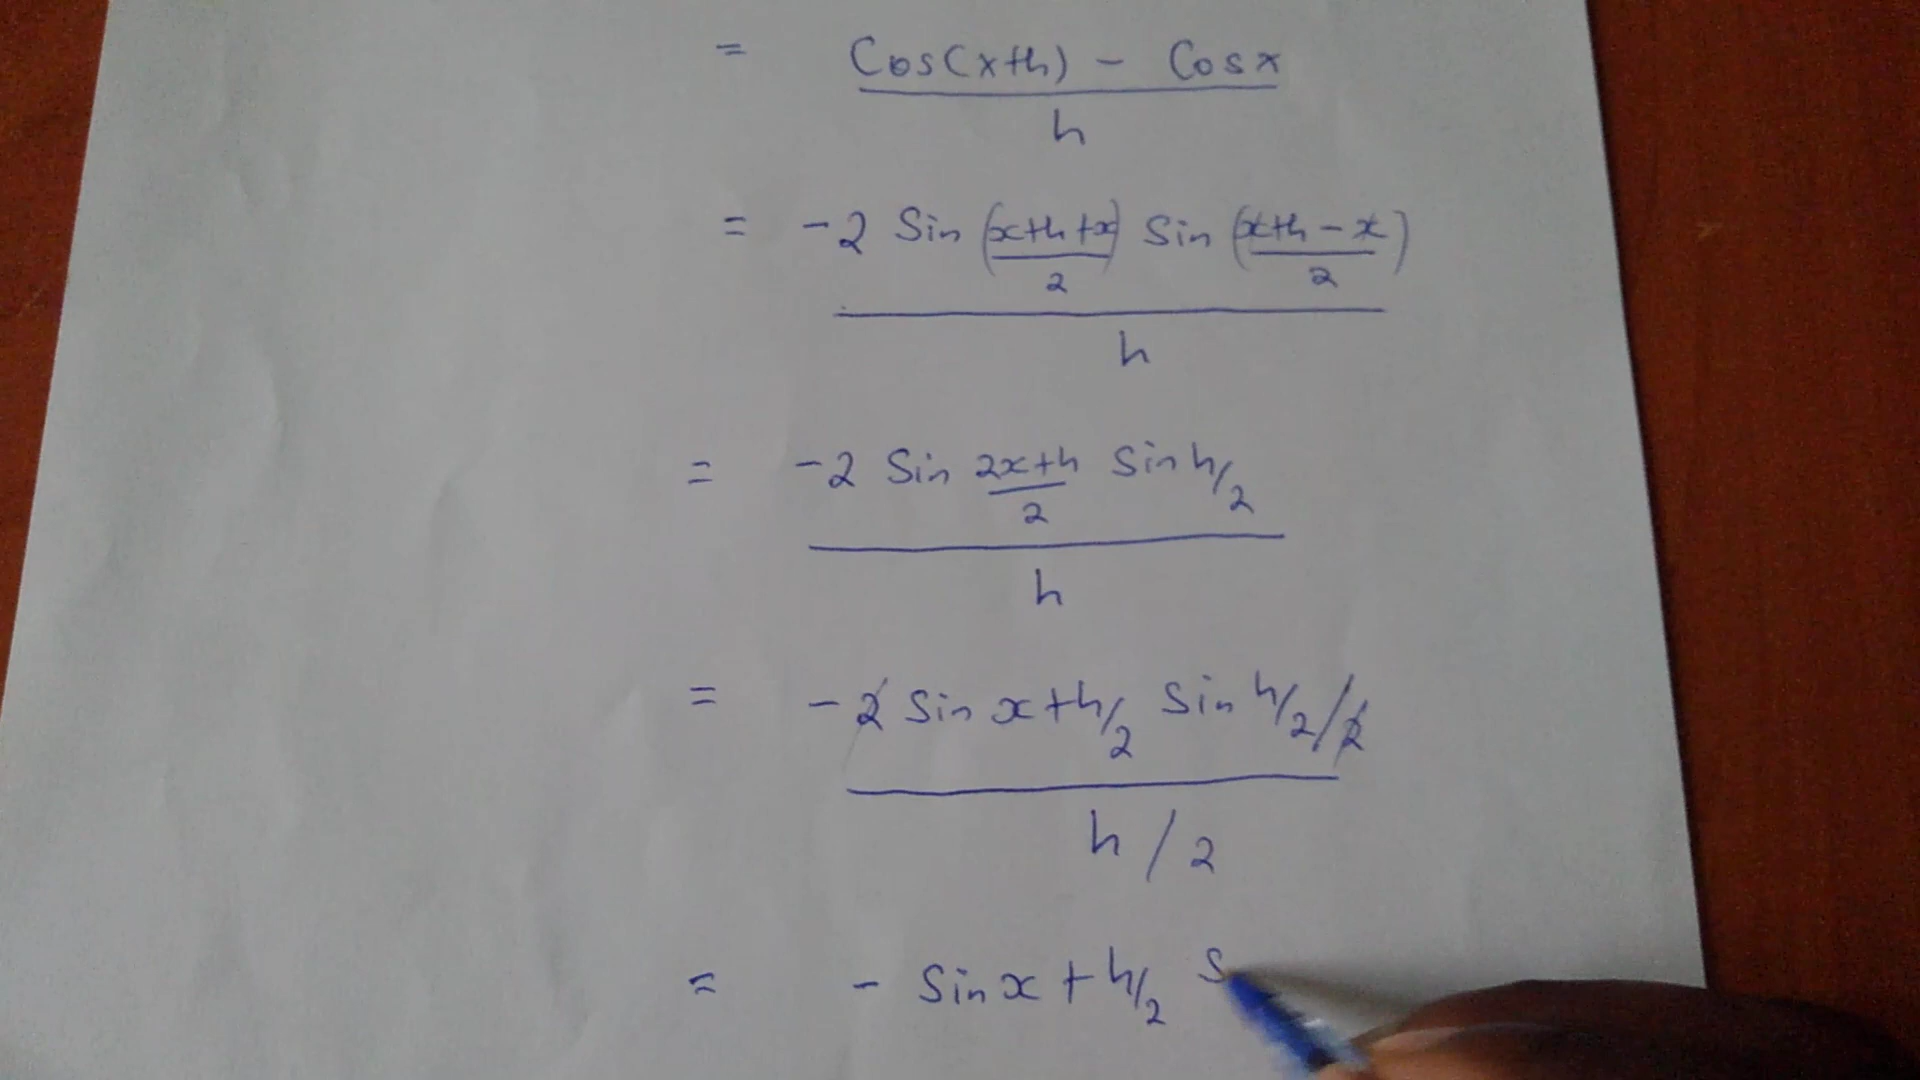 = Cos(x+h) - Cosx
h
= -2 Sin (x+h+x) Sin (x+h-x)
2 2
h
= -2 Sin 2x+h Sin h/2
2
h
= -2 Sin x+h/2 Sin h/2 /2
h / 2
= - Sin x + h/2 S